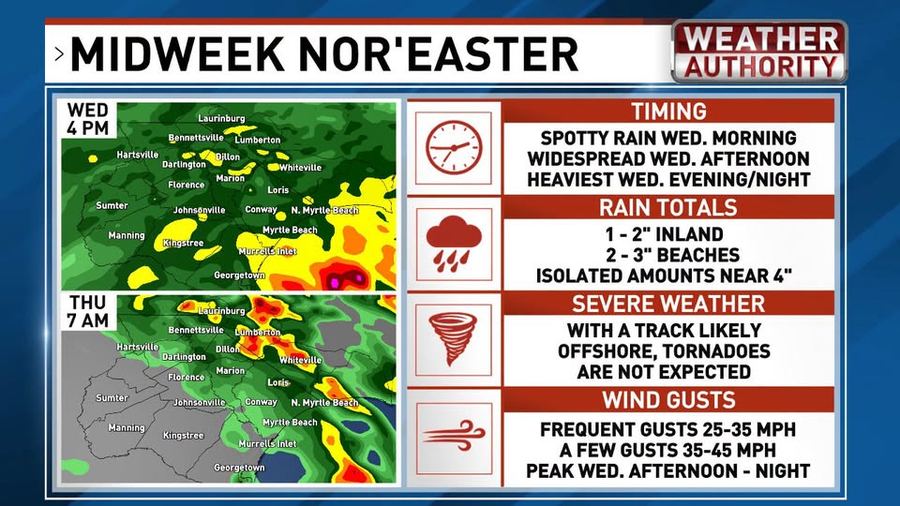 MIDWEEK NOR'EASTER
WEATHER
AUTHORITY
WED
4 PM
Laurinburg
Bennettsville
Lumberton
Hartsville
Darlington
Dillon
Whiteville
Florence
Marion
Loris
Sumter
Johnsonville
Conway
N. Myrtle Beach
Manning
Kingstree
Myrtle Beach
Murrells Inlet
Georgetown
THU
7 AM
Laurinburg
Bennettsville
Lumberton
Hartsville
Darlington
Dillon
Whiteville
Florence
Marion
Loris
Sumter
Johnsonville
Conway
N. Myrtle Beach
Manning
Kingstree
Myrtle Beach
Murrells Inlet
Georgetown
TIMING
SPOTTY RAIN WED. MORNING
WIDESPREAD WED. AFTERNOON
HEAVIEST WED. EVENING/NIGHT
RAIN TOTALS
1 - 2" INLAND
2 - 3" BEACHES
ISOLATED AMOUNTS NEAR 4"
SEVERE WEATHER
WITH A TRACK LIKELY
OFFSHORE, TORNADOES
ARE NOT EXPECTED
WIND GUSTS
FREQUENT GUSTS 25-35 MPH
A FEW GUSTS 35-45 MPH
PEAK WED. AFTERNOON - NIGHT